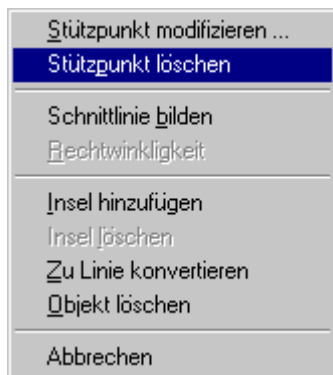 Stützpunkt modifizieren ...
Stützpunkt löschen
Schnittlinie bilden
Rechtwinkligkeit
Insel hinzufügen
Insel löschen
Zu Linie konvertieren
Objekt löschen
Abbrechen